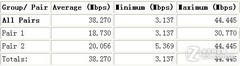 Group/ Pair Average (Mbps) Minimum (Mbps) Maximum (Mbps)
All Pairs 38.270 3.137 44.445
Pair 1 18.730 3.137 30.770
Pair 2 20.056 5.369 44.445
Totals: 38.270 3.137 44.445